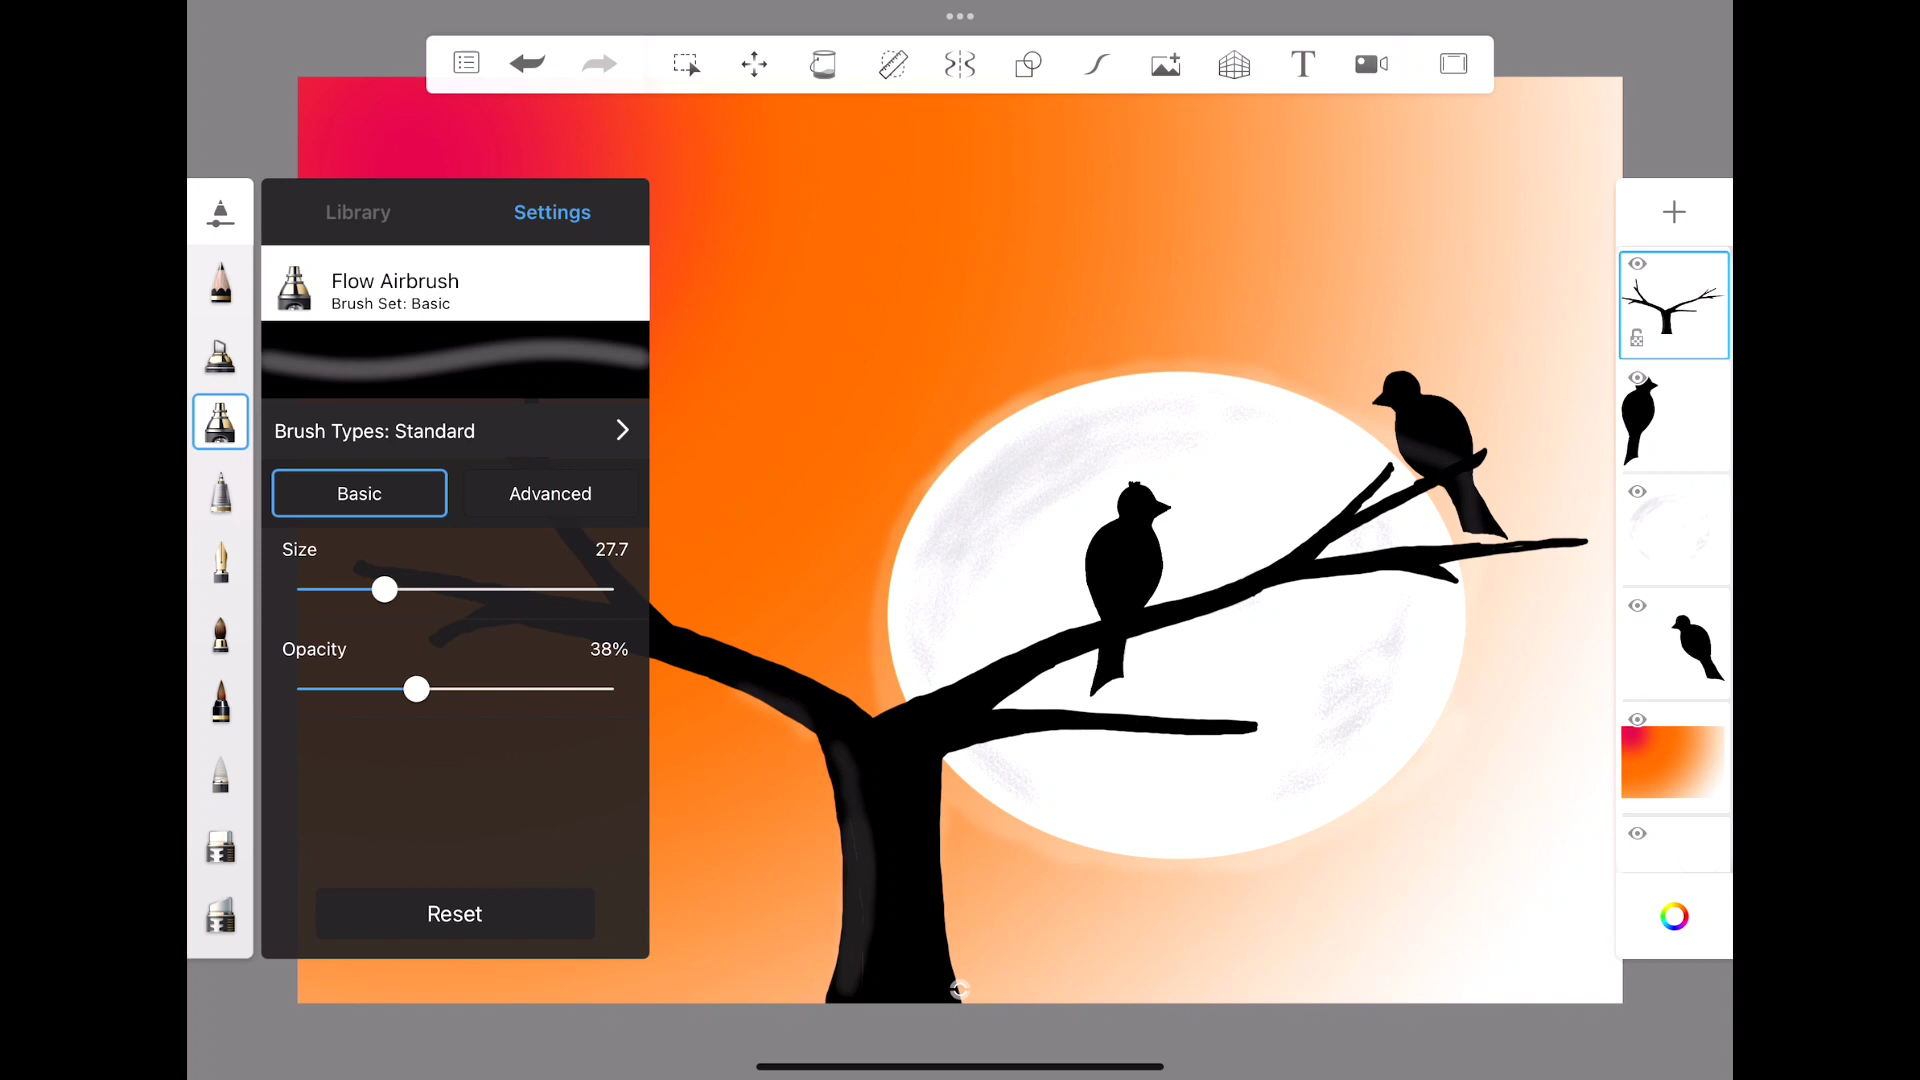 Library
Settings
Flow Airbrush
Brush Set: Basic
Brush Types: Standard
Basic
Advanced
Size
27.7
Opacity
38%
Reset
T